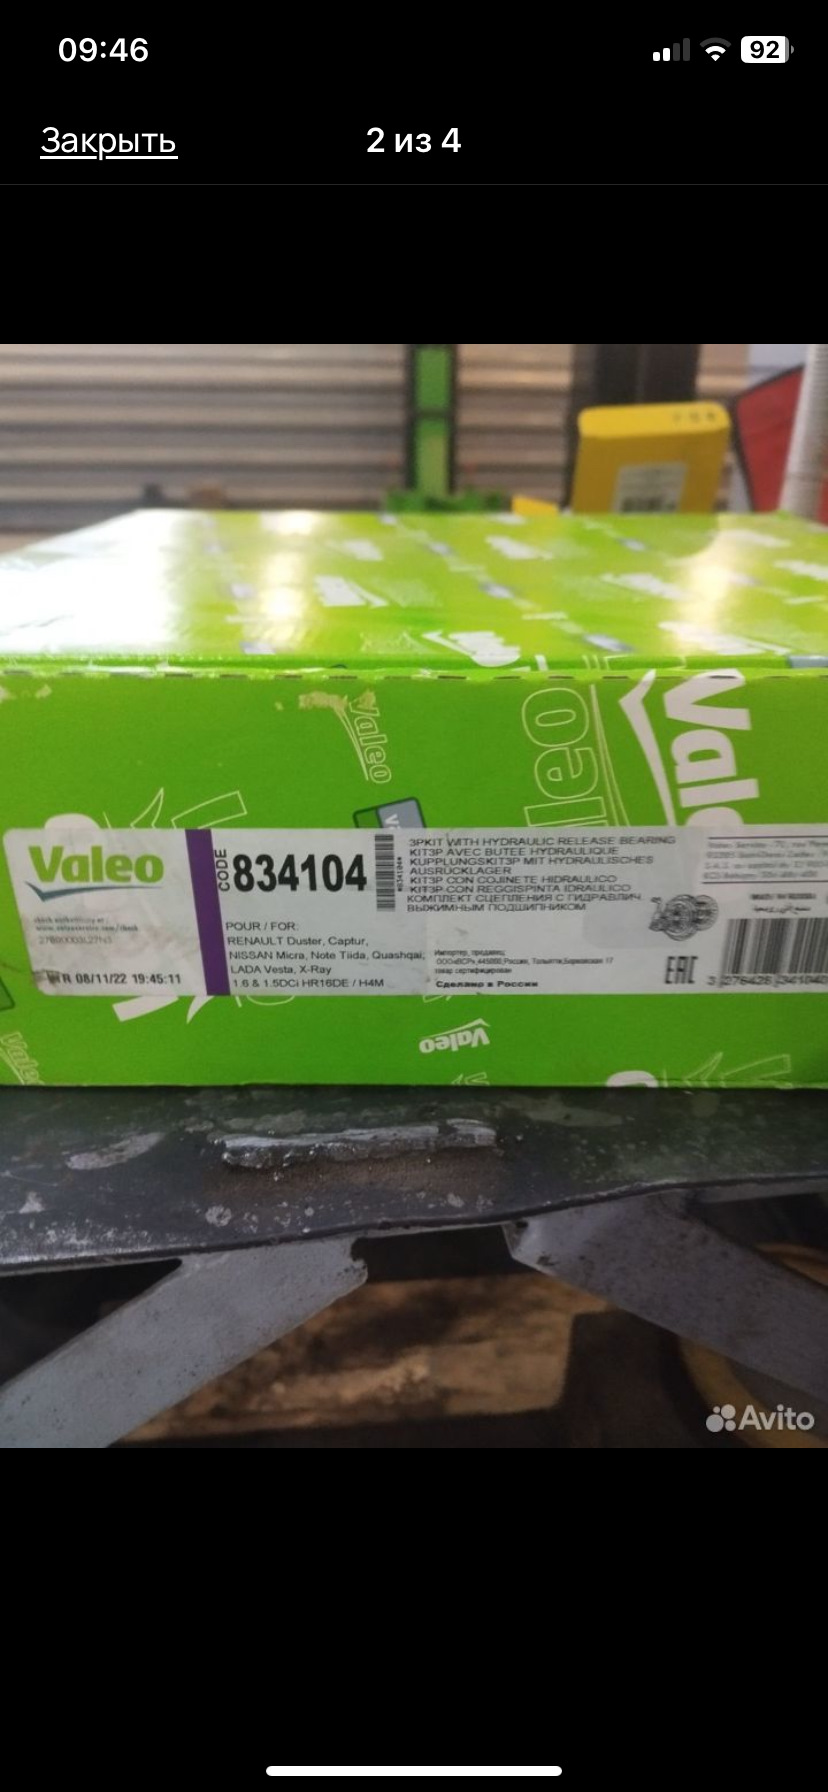 09:46
92
Закрыть
2 из 4
Valeo
Valeo
Valeo
CODE
834104
3PKIT WITH HYDRAULIC RELEASE BEARING
KIT3P AVEC BUTEE HYDRAULIQUE
KUPPLUNGSKIT3P MIT HYDRAULISCHES
AUSRÜCKLAGER
KIT3P CON COJINETE HIDRAULICO
KIT3P CON REGGISPINTA IDRAULICO
КОМПЛЕКТ СЦЕПЛЕНИЯ С ГИДРАВЛИЧ
ВЫЖИМНЫМ ПОДШИПНИКОМ
POUR / FOR:
RENAULT Duster, Captur,
NISSAN Micra, Note Tiida, Quashqai,
LADA Vesta, X-Ray
1.6 & 1.5DCi HR16DE / H4M
R 08/11/22 19:45:11
Импортер, продавец
Сделано в России
EAC
Valeo
Avito